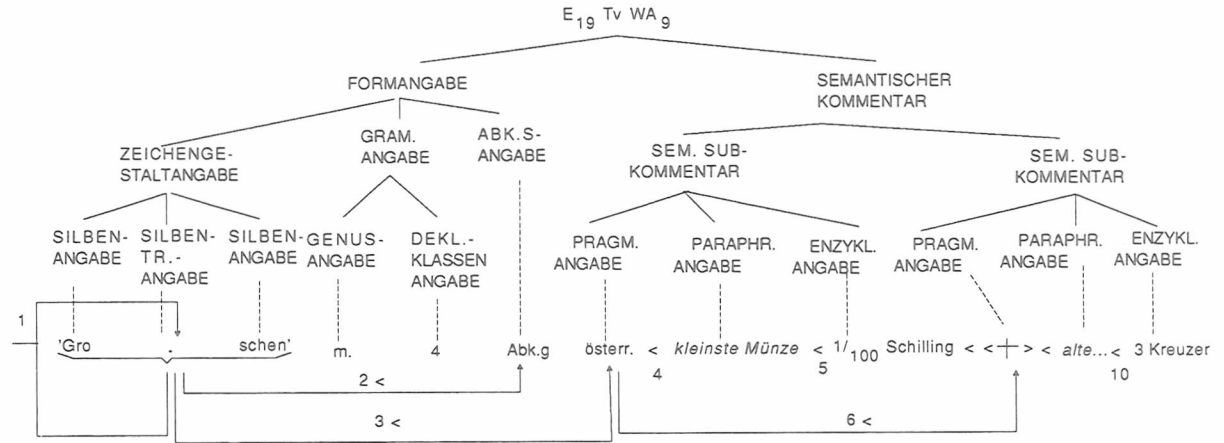 E19 Tv WA9
FORMANGABE
SEMANTISCHER
KOMMENTAR
ZEICHENGE-
STALTANGABE
GRAM.
ANGABE
ABK.S-
ANGABE
SEM. SUB-
KOMMENTAR
SEM. SUB-
KOMMENTAR
SILBEN-
ANGABE
SILBEN-
TR.-
ANGABE
SILBEN-
ANGABE
GENUS-
ANGABE
DEKL.-
KLASSEN
ANGABE
PRAGM.
ANGABE
PARAPHR.
ANGABE
ENZYKL.
ANGABE
PRAGM.
ANGABE
PARAPHR.
ANGABE
ENZYKL.
ANGABE
1
'Gro . schen' m. 4 Abk.g österr. < kleinste Münze < 1/100 Schilling < < + > < alte... < 3 Kreuzer
4 5 10
2 <
3 < 6 <